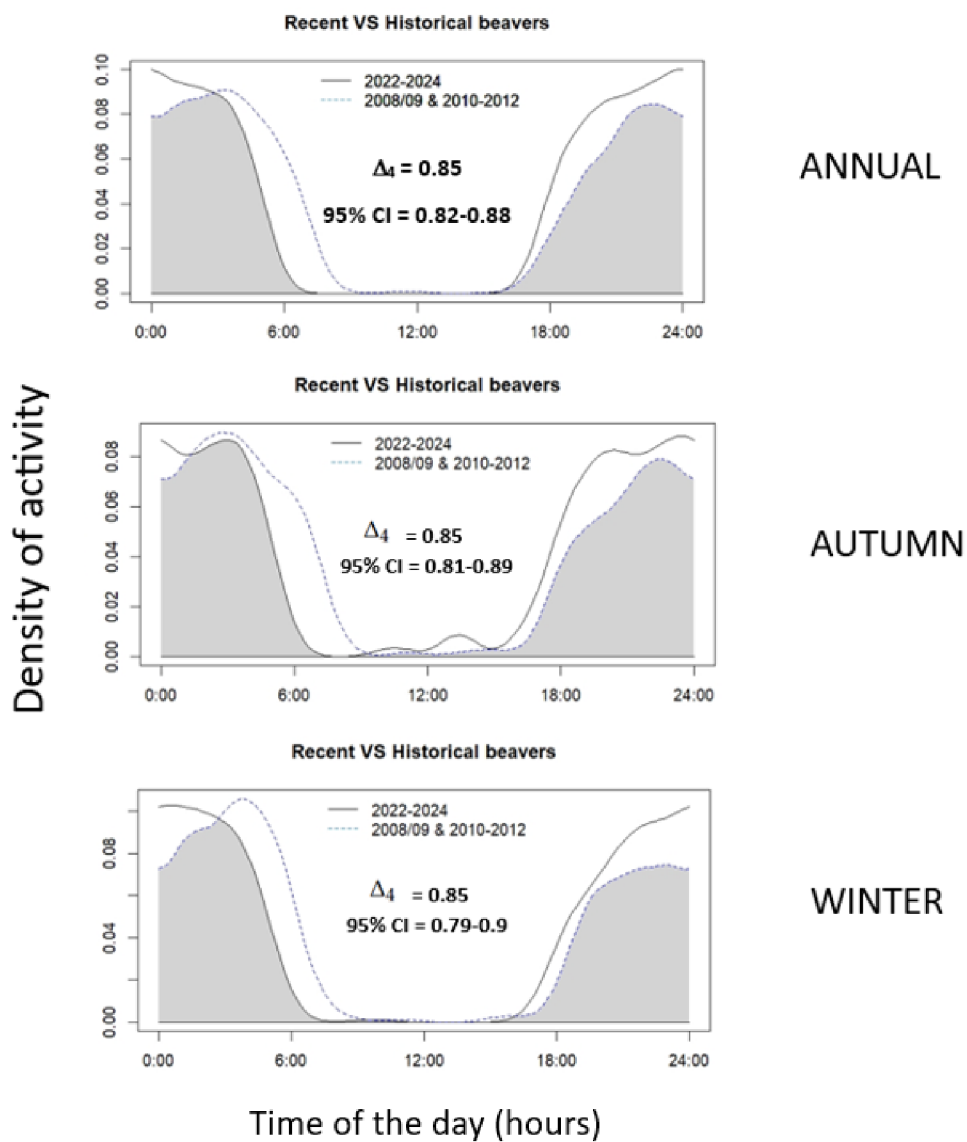 Recent VS Historical beavers
0.10
0.08
0.06
0.04
0.02
0.00
2022-2024
2008/09 & 2010-2012
Δ4 = 0.85
95% CI = 0.82-0.88
0:00 6:00 12:00 18:00 24:00
ANNUAL
Density of activity
Recent VS Historical beavers
0.08
0.06
0.04
0.02
0.00
2022-2024
2008/09 & 2010-2012
Δ4 = 0.85
95% CI = 0.81-0.89
0:00 6:00 12:00 18:00 24:00
AUTUMN
Recent VS Historical beavers
0.08
0.04
0.00
2022-2024
2008/09 & 2010-2012
Δ4 = 0.85
95% CI = 0.79-0.9
0:00 6:00 12:00 18:00 24:00
WINTER
Time of the day (hours)